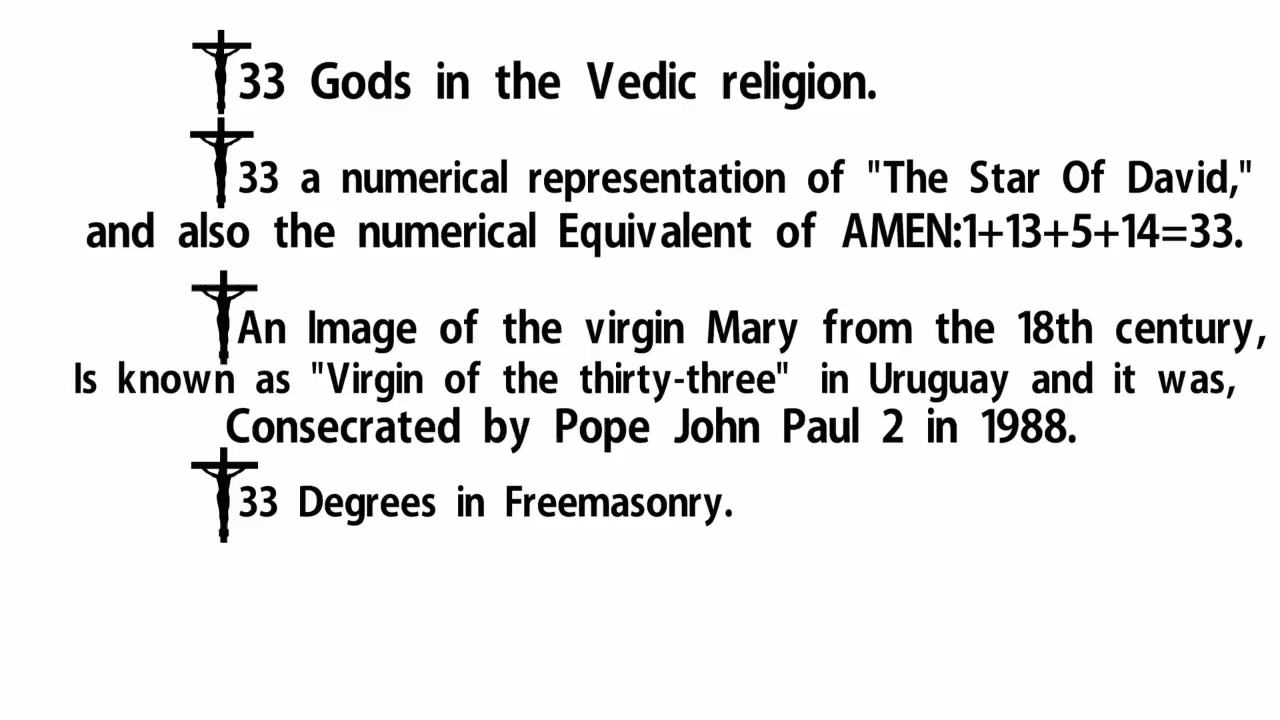 33 Gods in the Vedic religion.
33 a numerical representation of "The Star Of David,"
and also the numerical Equivalent of AMEN:1+13+5+14=33.
An Image of the virgin Mary from the 18th century,
Is known as "Virgin of the thirty-three" in Uruguay and it was,
Consecrated by Pope John Paul 2 in 1988.
33 Degrees in Freemasonry.